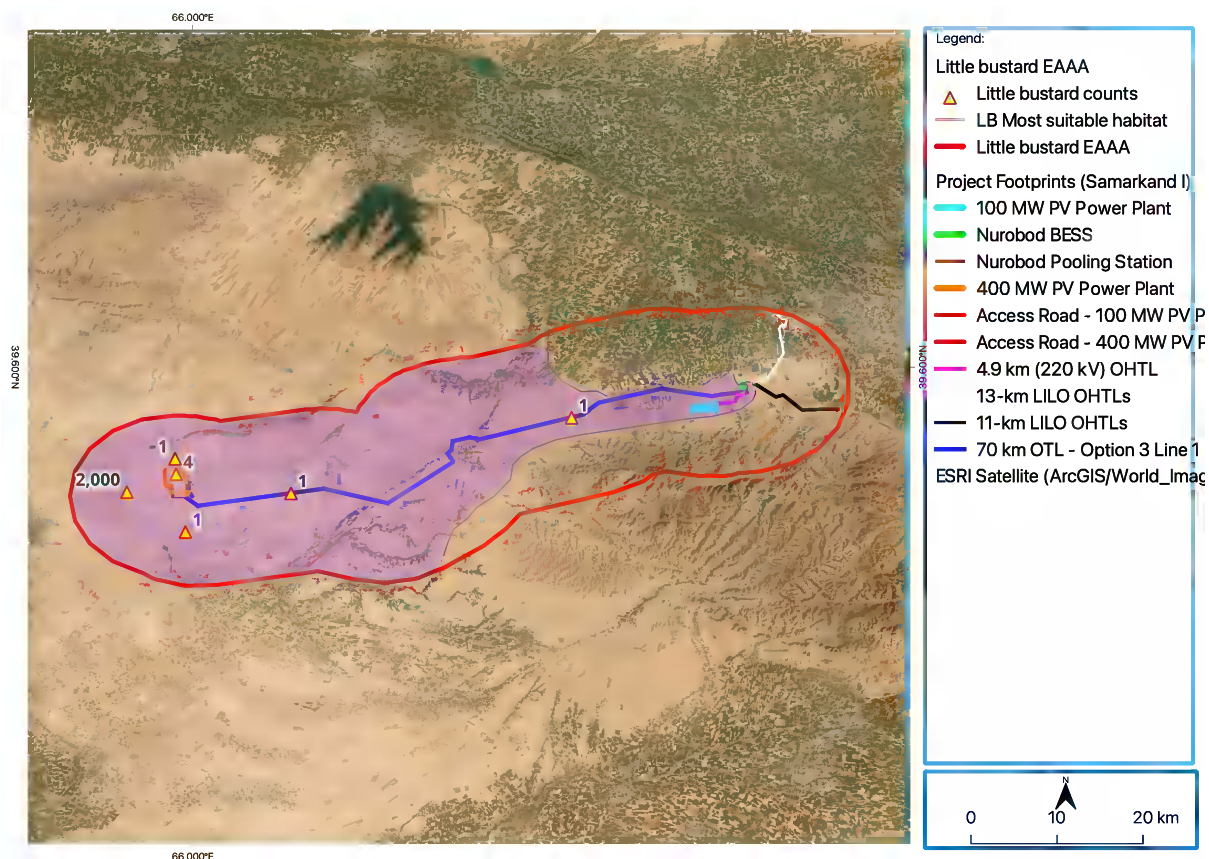 66.000°E
Legend:
Little bustard EAAA
Little bustard counts
LB Most suitable habitat
Little bustard EAAA
Project Footprints (Samarkand I)
100 MW PV Power Plant
Nurobod BESS
Nurobod Pooling Station
400 MW PV Power Plant
Access Road - 100 MW PV P
Access Road - 400 MW PV P
4.9 km (220 kV) OHTL
13-km LILO OHTLs
11-km LILO OHTLs
70 km OTL - Option 3 Line 1
ESRI Satellite (ArcGIS/World_Imag
39.600°N
39.600°N
1
1
4
2,000
1
1
N
0 10 20 km
66.000°E